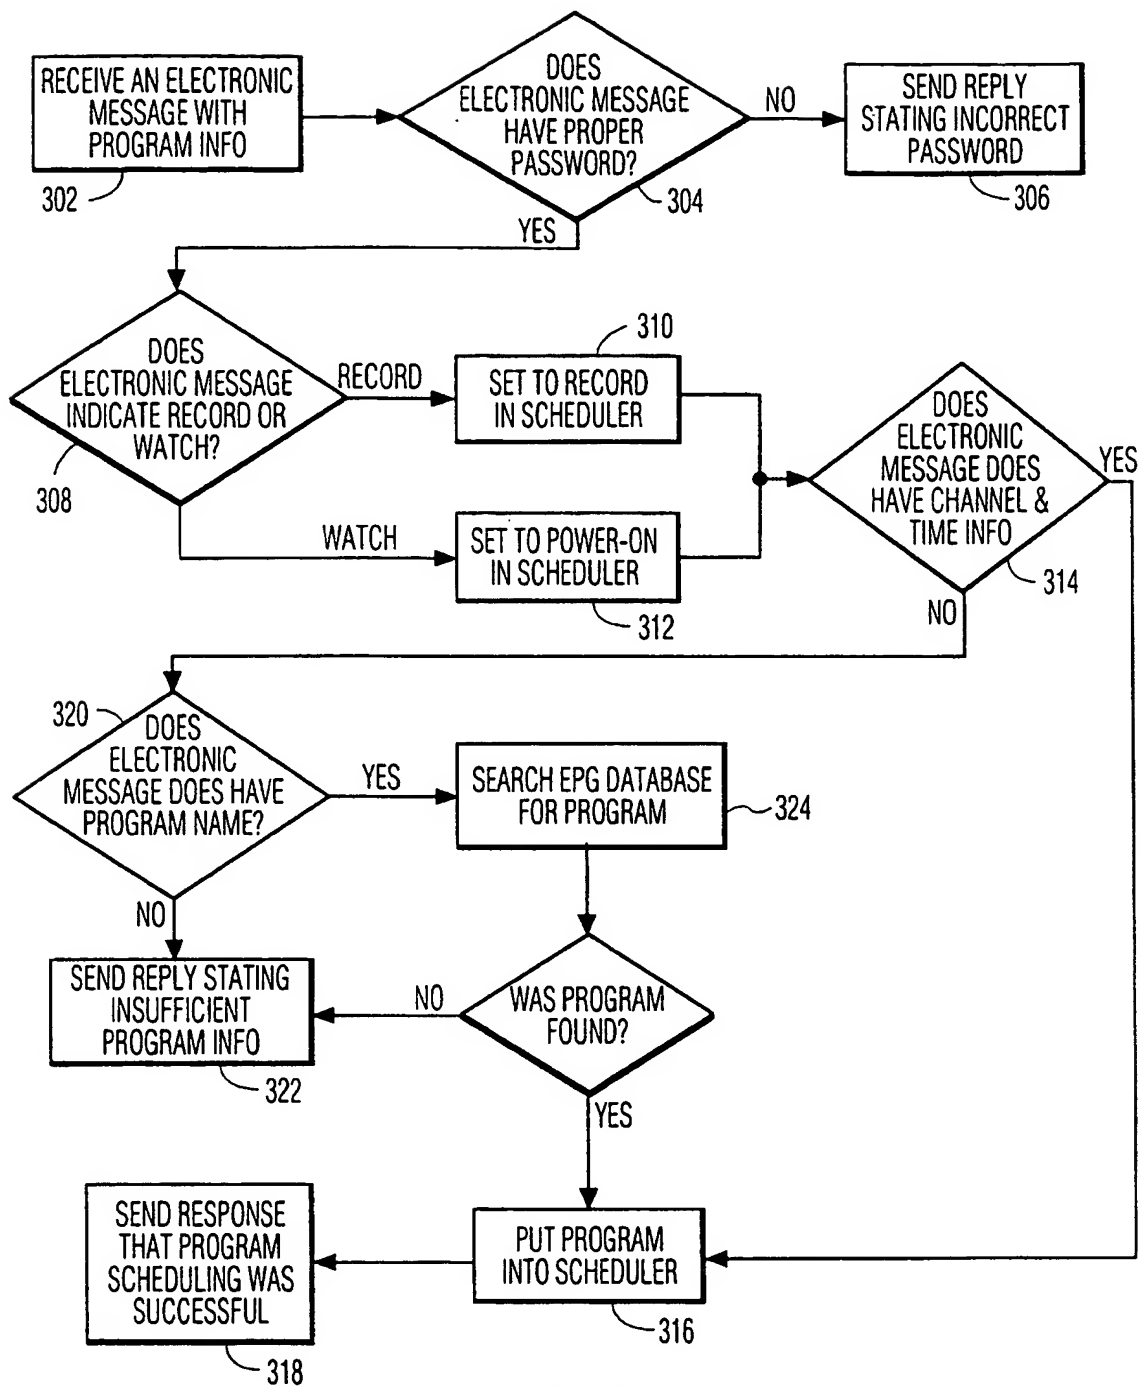 RECEIVE AN ELECTRONIC
MESSAGE WITH
PROGRAM INFO
302
DOES
ELECTRONIC MESSAGE
HAVE PROPER
PASSWORD?
304
NO
SEND REPLY
STATING INCORRECT
PASSWORD
306
YES
DOES
ELECTRONIC MESSAGE
INDICATE RECORD OR
WATCH?
308
RECORD
SET TO RECORD
IN SCHEDULER
310
WATCH
SET TO POWER-ON
IN SCHEDULER
312
DOES
ELECTRONIC
MESSAGE DOES
HAVE CHANNEL &
TIME INFO
314
YES
NO
320
DOES
ELECTRONIC
MESSAGE DOES HAVE
PROGRAM NAME?
YES
SEARCH EPG DATABASE
FOR PROGRAM
324
NO
SEND REPLY STATING
INSUFFICIENT
PROGRAM INFO
322
NO
WAS PROGRAM
FOUND?
YES
PUT PROGRAM
INTO SCHEDULER
316
SEND RESPONSE
THAT PROGRAM
SCHEDULING WAS
SUCCESSFUL
318